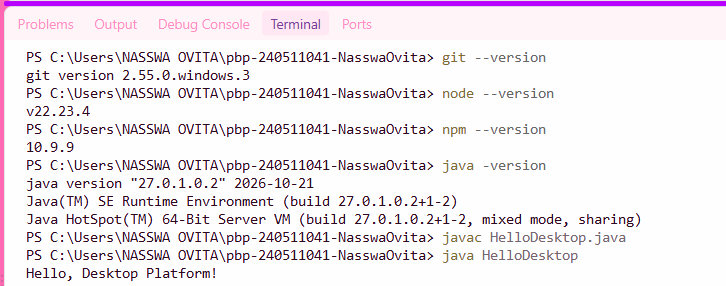 Problems Output Debug Console Terminal Ports
PS C:\Users\NASSWA OVITA\pbp-240511041-NasswaOvita> git --version
git version 2.55.0.windows.3
PS C:\Users\NASSWA OVITA\pbp-240511041-NasswaOvita> node --version
v22.23.4
PS C:\Users\NASSWA OVITA\pbp-240511041-NasswaOvita> npm --version
10.9.9
PS C:\Users\NASSWA OVITA\pbp-240511041-NasswaOvita> java -version
java version "27.0.1.0.2" 2026-10-21
Java(TM) SE Runtime Environment (build 27.0.1.0.2+1-2)
Java HotSpot(TM) 64-Bit Server VM (build 27.0.1.0.2+1-2, mixed mode, sharing)
PS C:\Users\NASSWA OVITA\pbp-240511041-NasswaOvita> javac HelloDesktop.java
PS C:\Users\NASSWA OVITA\pbp-240511041-NasswaOvita> java HelloDesktop
Hello, Desktop Platform!